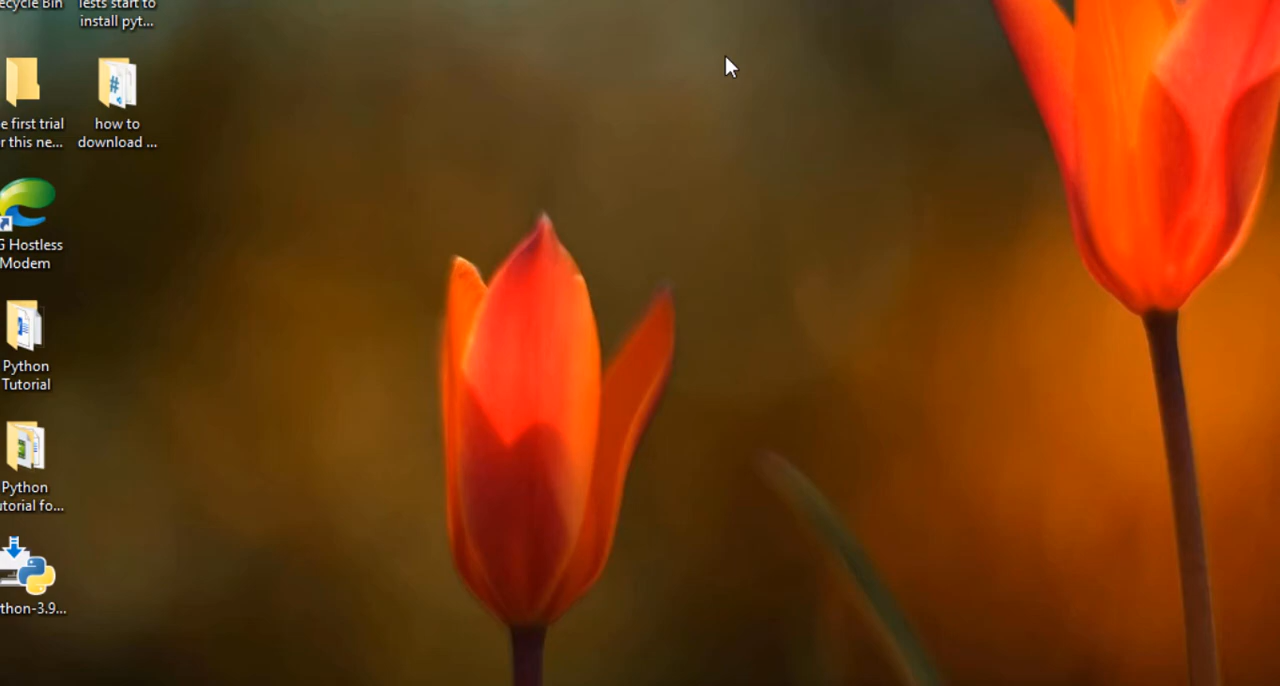 ecycle Bin
Tests start to
install pyt...
e first trial
r this ne...
how to
download ...
G Hostless
Modem
Python
Tutorial
Python
utorial fo...
thon-3.9...